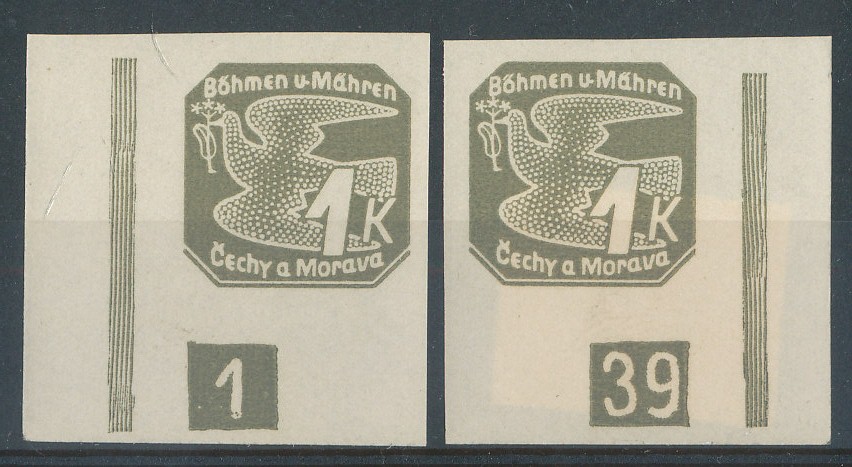 Böhmen u. Mähren
1 K
Čechy a Morava
1
Böhmen u. Mähren
1 K
Čechy a Morava
39